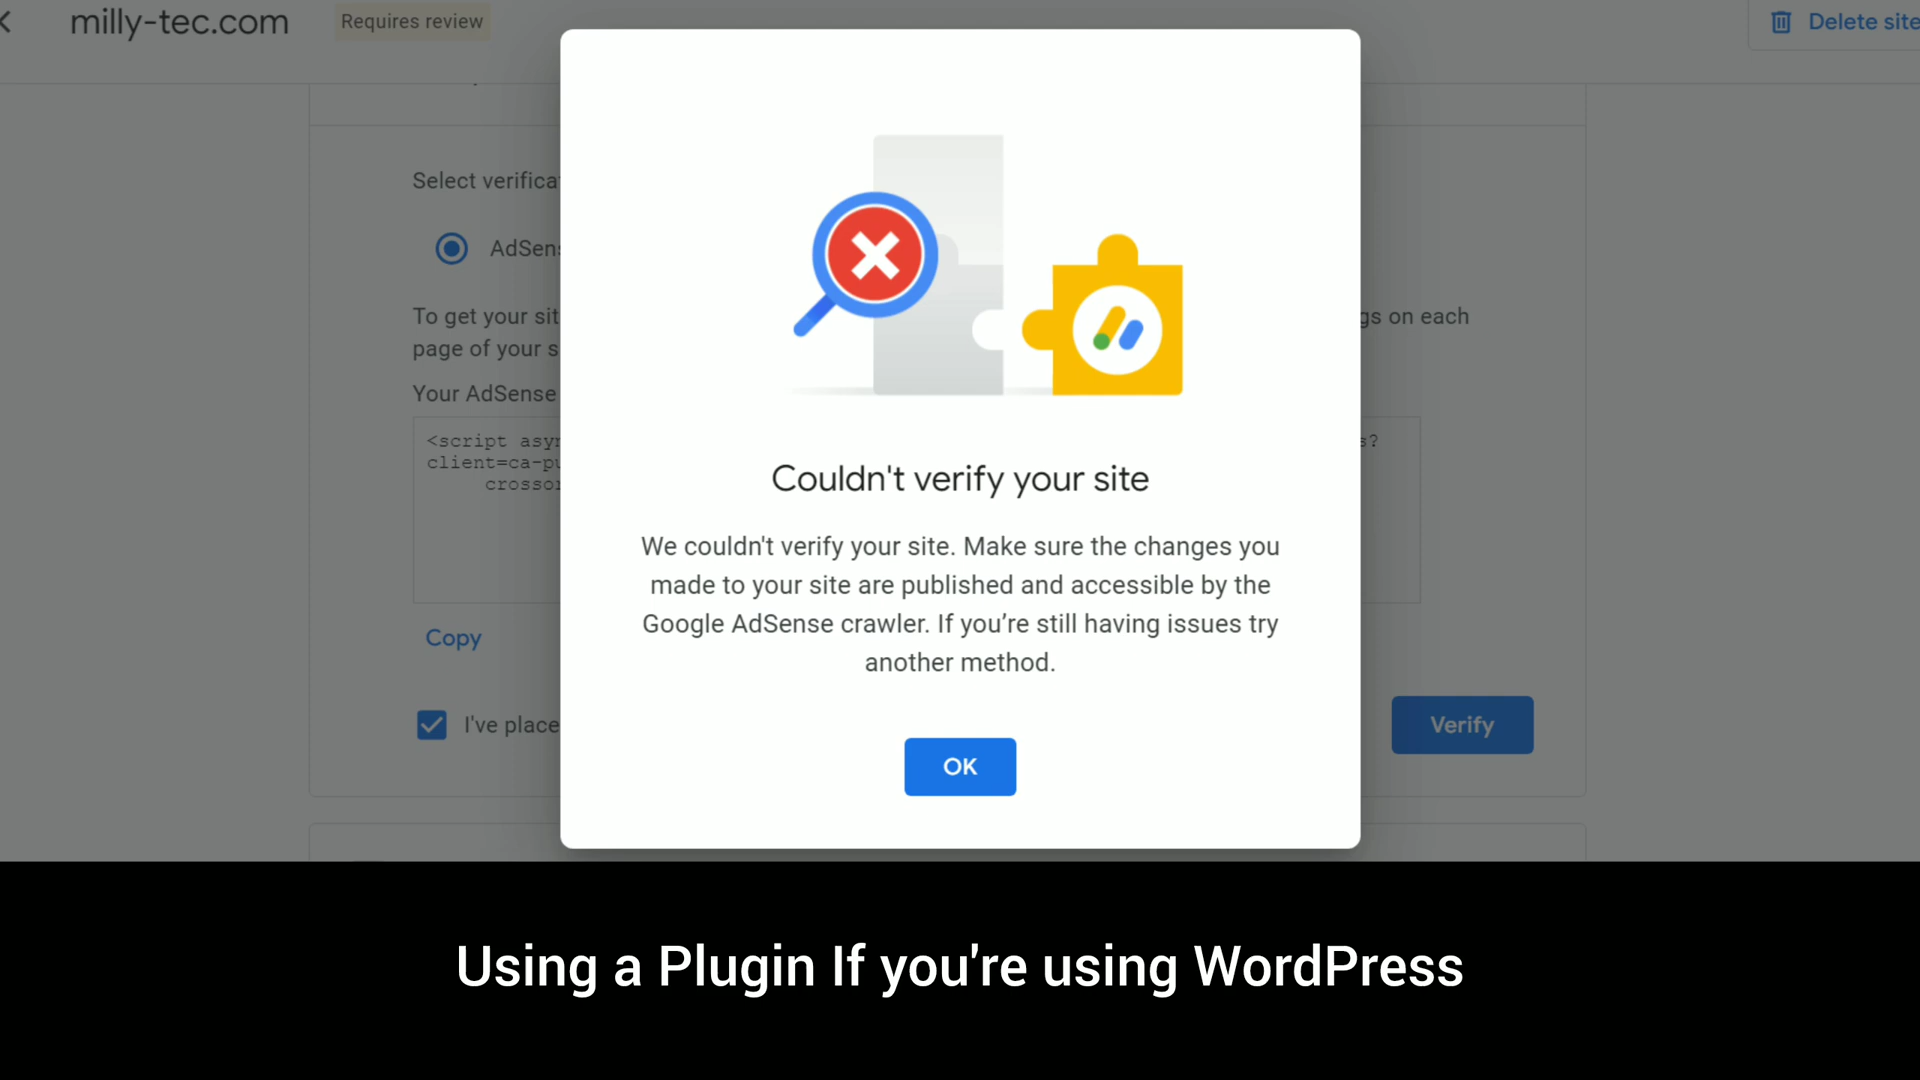 milly-tec.com
Requires review
Delete site
Select verifica
AdSens
To get your sit
gs on each
page of your s
Your AdSense
<script asyn
s?
client=ca-pu
crosso
Copy
I've place
Verify
Couldn't verify your site
We couldn't verify your site. Make sure the changes you
made to your site are published and accessible by the
Google AdSense crawler. If you’re still having issues try
another method.
OK
Using a Plugin If you're using WordPress